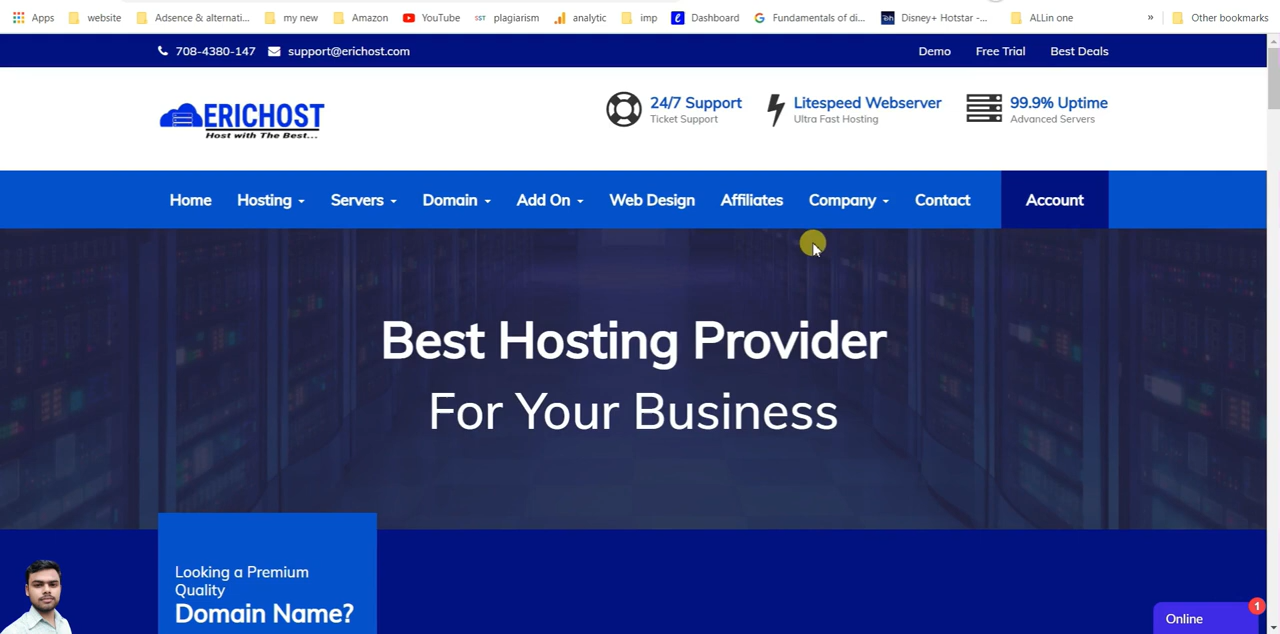 Apps website Adsence & alternati... my new Amazon YouTube SST plagiarism analytic imp Dashboard Fundamentals of di... Disney+ Hotstar -... ALLin one » Other bookmarks
708-4380-147 support@erichost.com Demo Free Trial Best Deals
ERICHOST
Host with The Best...
24/7 Support
Ticket Support
Litespeed Webserver
Ultra Fast Hosting
99.9% Uptime
Advanced Servers
Home Hosting Servers Domain Add On Web Design Affiliates Company Contact Account
Best Hosting Provider
For Your Business
Looking a Premium
Quality
Domain Name?
Online
1